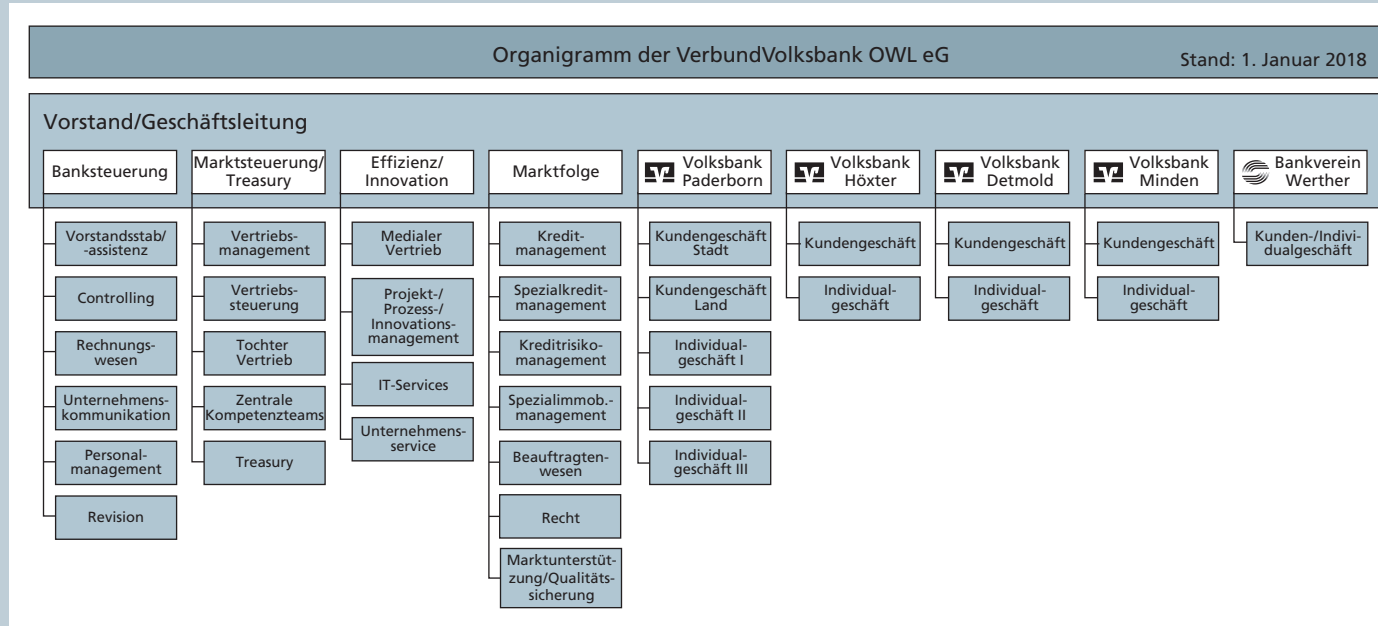 Organigramm der VerbundVolksbank OWL eG
Stand: 1. Januar 2018
Vorstand/Geschäftsleitung
Banksteuerung
Vorstandsstab/
-assistenz
Controlling
Rechnungs-
wesen
Unternehmens-
kommunikation
Personal-
management
Revision
Marktsteuerung/
Treasury
Vertriebs-
management
Vertriebs-
steuerung
Tochter
Vertrieb
Zentrale
Kompetenzteams
Treasury
Effizienz/
Innovation
Medialer
Vertrieb
Projekt-/
Prozess-/
Innovations-
management
IT-Services
Unternehmens-
service
Marktfolge
Kredit-
management
Spezialkredit-
management
Kreditrisiko-
management
Spezialimmob.-
management
Beauftragten-
wesen
Recht
Marktunterstüt-
zung/Qualitäts-
sicherung
Volksbank
Paderborn
Kundengeschäft
Stadt
Kundengeschäft
Land
Individual-
geschäft I
Individual-
geschäft II
Individual-
geschäft III
Volksbank
Höxter
Kundengeschäft
Individual-
geschäft
Volksbank
Detmold
Kundengeschäft
Individual-
geschäft
Volksbank
Minden
Kundengeschäft
Individual-
geschäft
Bankverein
Werther
Kunden-/Indivi-
dualgeschäft